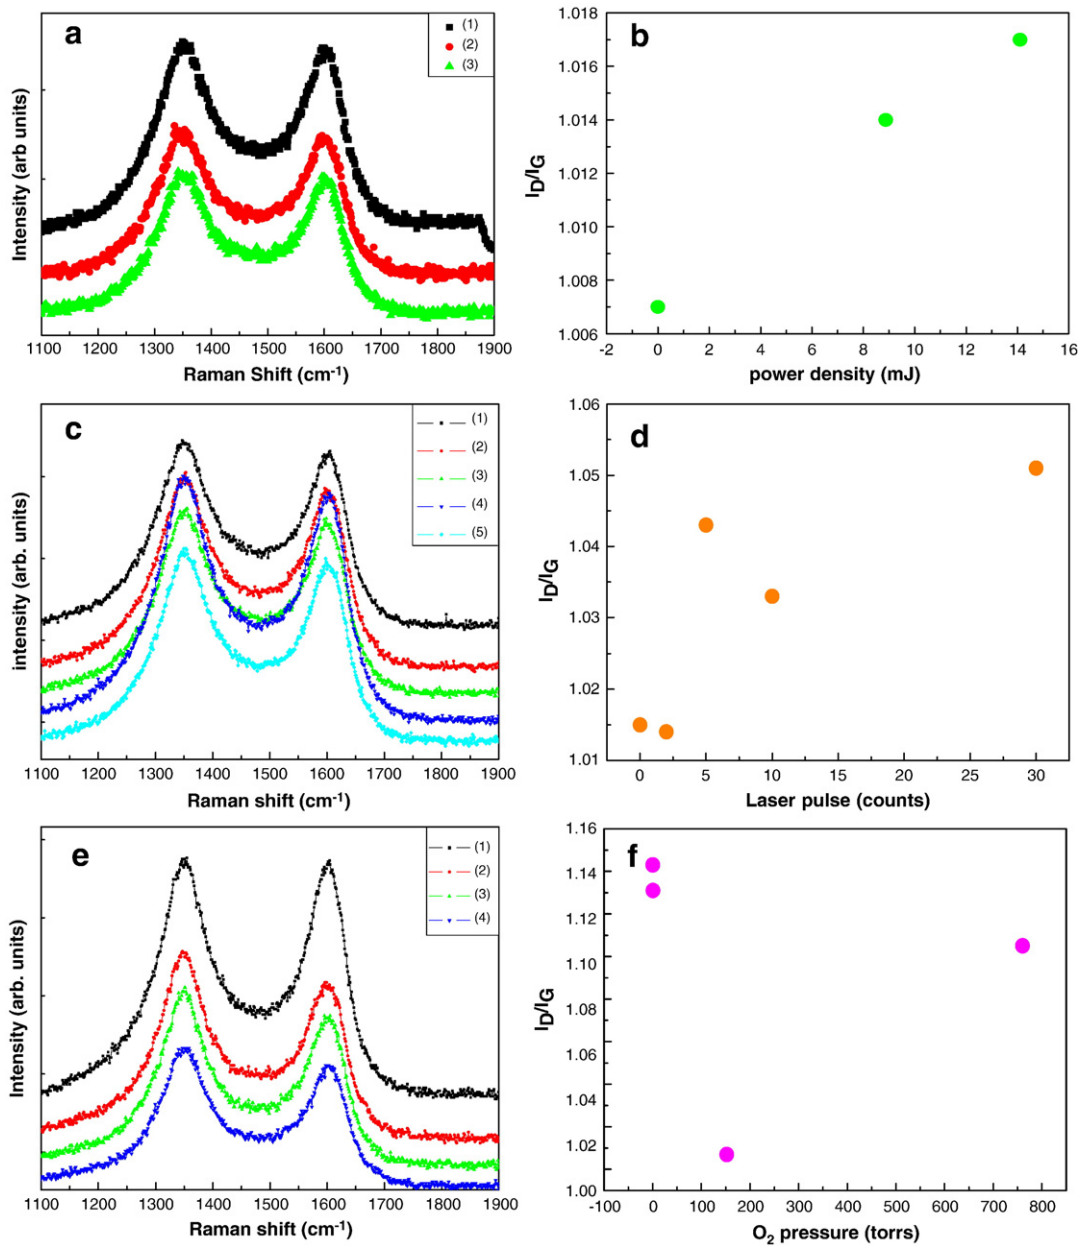 a
(1)
(2)
(3)
Intensity (arb units)
1100 1200 1300 1400 1500 1600 1700 1800 1900
Raman Shift (cm-1)
b
1.018
1.016
1.014
1.012
1.010
1.008
1.006
ID/IG
-2 0 2 4 6 8 10 12 14 16
power density (mJ)
c
(1)
(2)
(3)
(4)
(5)
intensity (arb. units)
1100 1200 1300 1400 1500 1600 1700 1800 1900
Raman shift (cm-1)
d
1.06
1.05
1.04
1.03
1.02
1.01
ID/IG
0 5 10 15 20 25 30
Laser pulse (counts)
e
(1)
(2)
(3)
(4)
Intensity (arb. units)
1100 1200 1300 1400 1500 1600 1700 1800 1900
Raman shift (cm-1)
f
1.16
1.14
1.12
1.10
1.08
1.06
1.04
1.02
1.00
ID/IG
-100 0 100 200 300 400 500 600 700 800
O2 pressure (torrs)